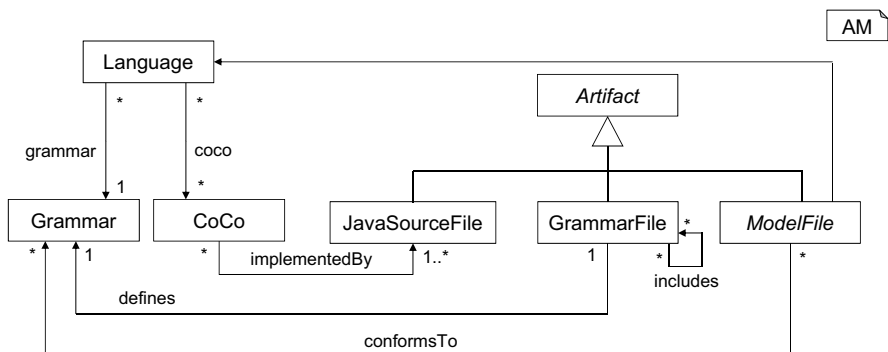 AM
Language
Artifact
* *
grammar coco
1 *
Grammar CoCo JavaSourceFile GrammarFile * ModelFile
* 1 * implementedBy 1..* 1 * *
includes
defines
conformsTo